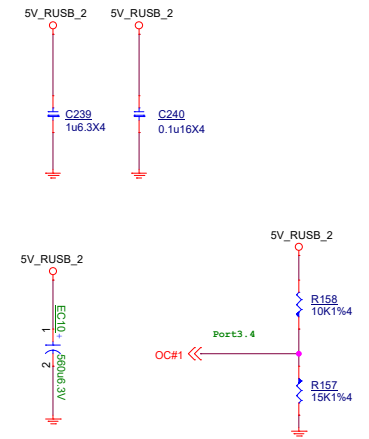 5V_RUSB_2 5V_RUSB_2
C239 C240
1u6.3X4 0.1u16X4
5V_RUSB_2
5V_RUSB_2
R158
10K1%4
Port3.4
OC#1
R157
15K1%4
1
2
EC10 +
560u6.3V